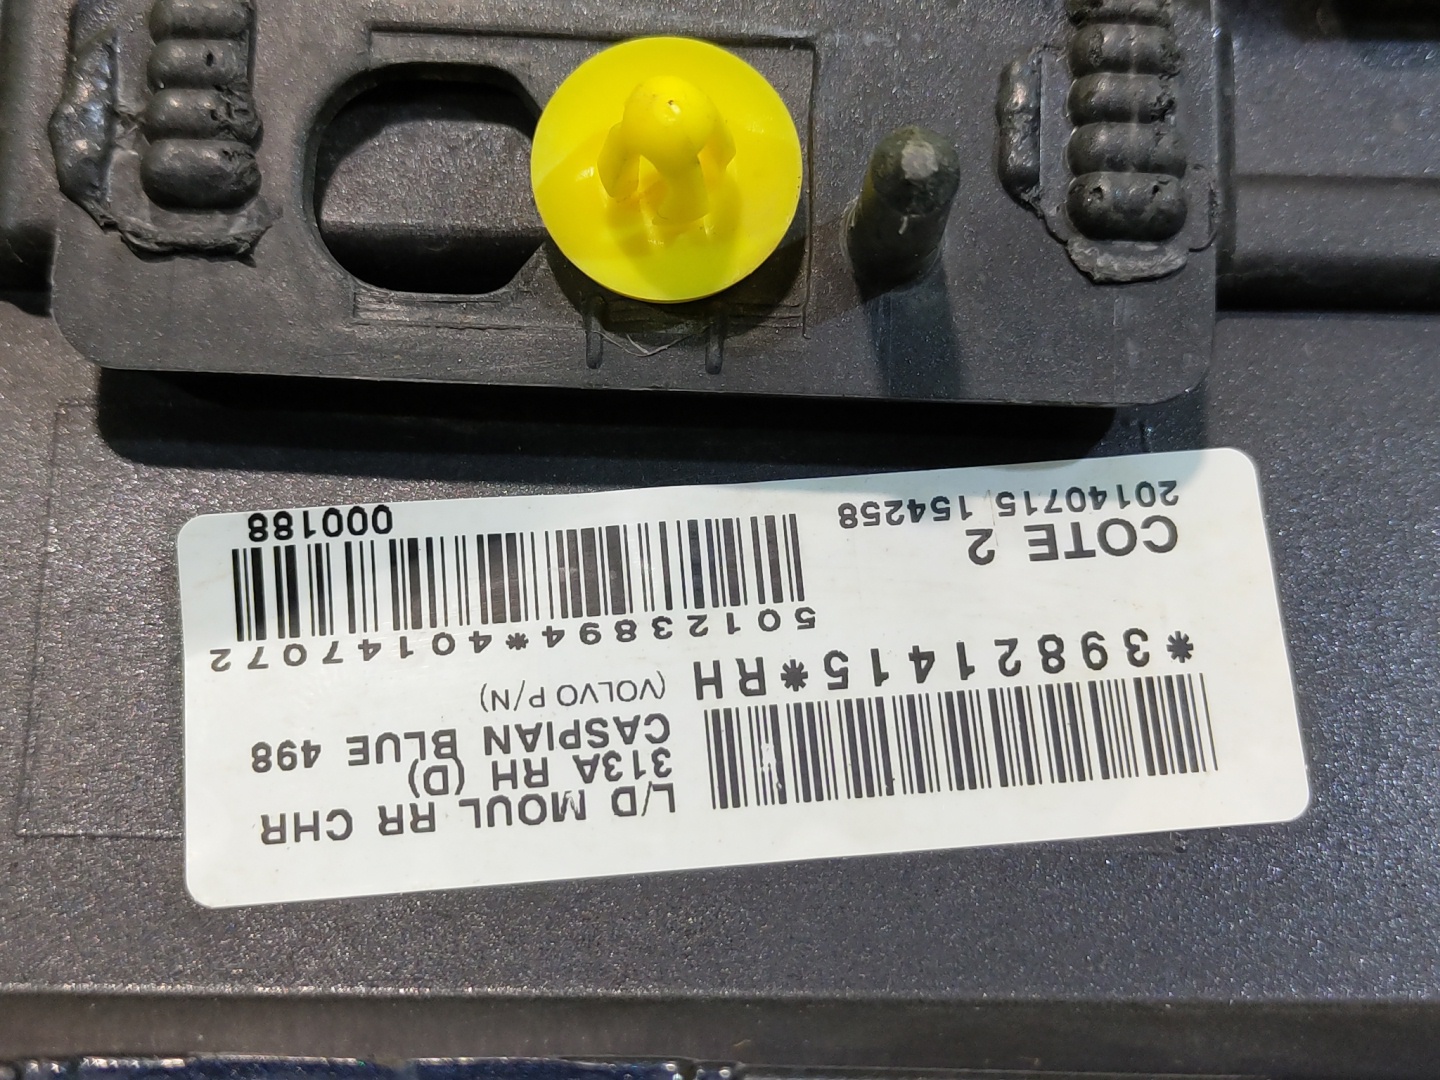 L/D MOUL RR CHR
313A RH (D)
CASPIAN BLUE 498
*39821415*RH (VOLVO P/N)
50123894*40147072
COTE 2
20140715 154258
000188